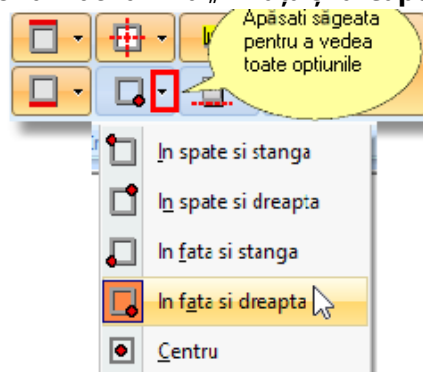 Apăsati săgeata
pentru a vedea
toate optiunile
In spate si stanga
In spate si dreapta
In fata si stanga
In fata si dreapta
Centru